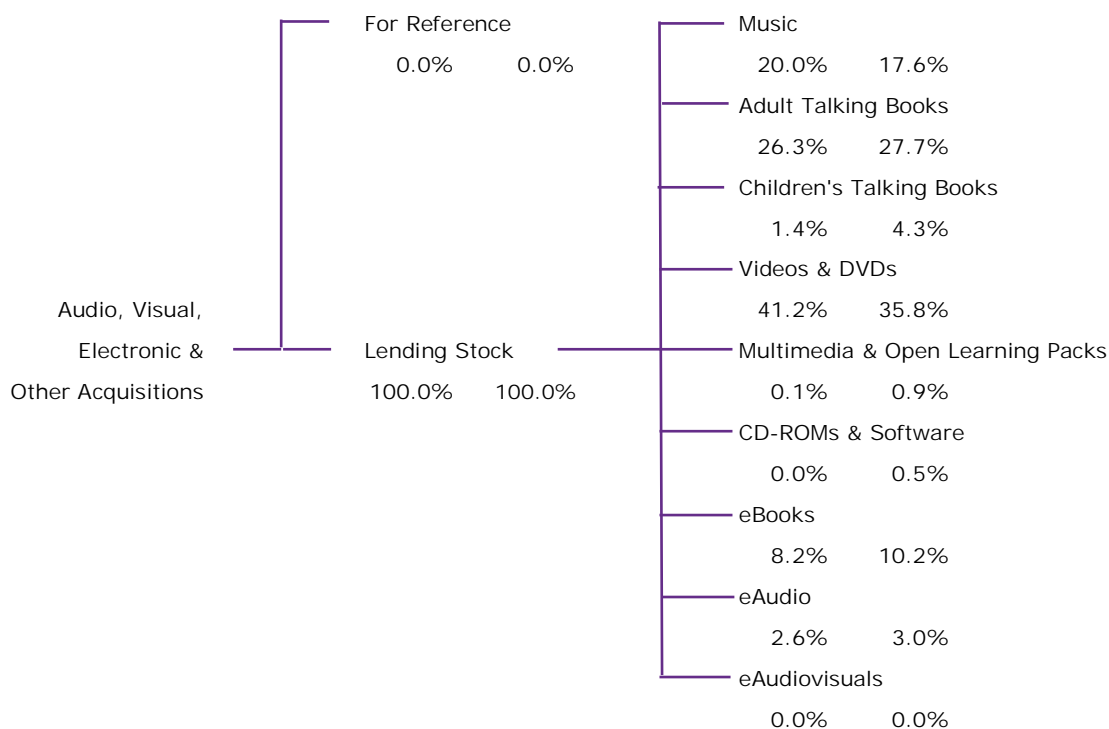 For Reference
0.0% 0.0%
Audio, Visual,
Electronic &
Other Acquisitions
Lending Stock
100.0% 100.0%
Music
20.0% 17.6%
Adult Talking Books
26.3% 27.7%
Children's Talking Books
1.4% 4.3%
Videos & DVDs
41.2% 35.8%
Multimedia & Open Learning Packs
0.1% 0.9%
CD-ROMs & Software
0.0% 0.5%
eBooks
8.2% 10.2%
eAudio
2.6% 3.0%
eAudiovisuals
0.0% 0.0%